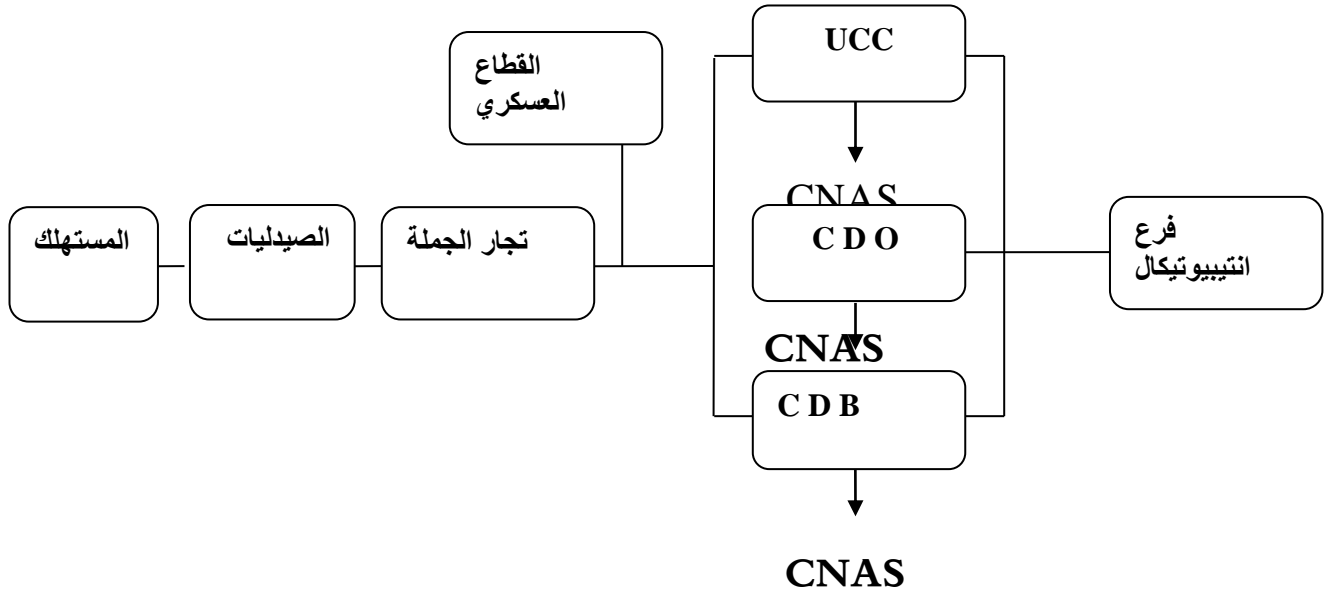 UCC
القطاع
العسكري
CNAS
فرع
انتيبيوتيكال
C D O
تجار الجملة
الصيدليات
المستهلك
CNAS
C D B
CNAS